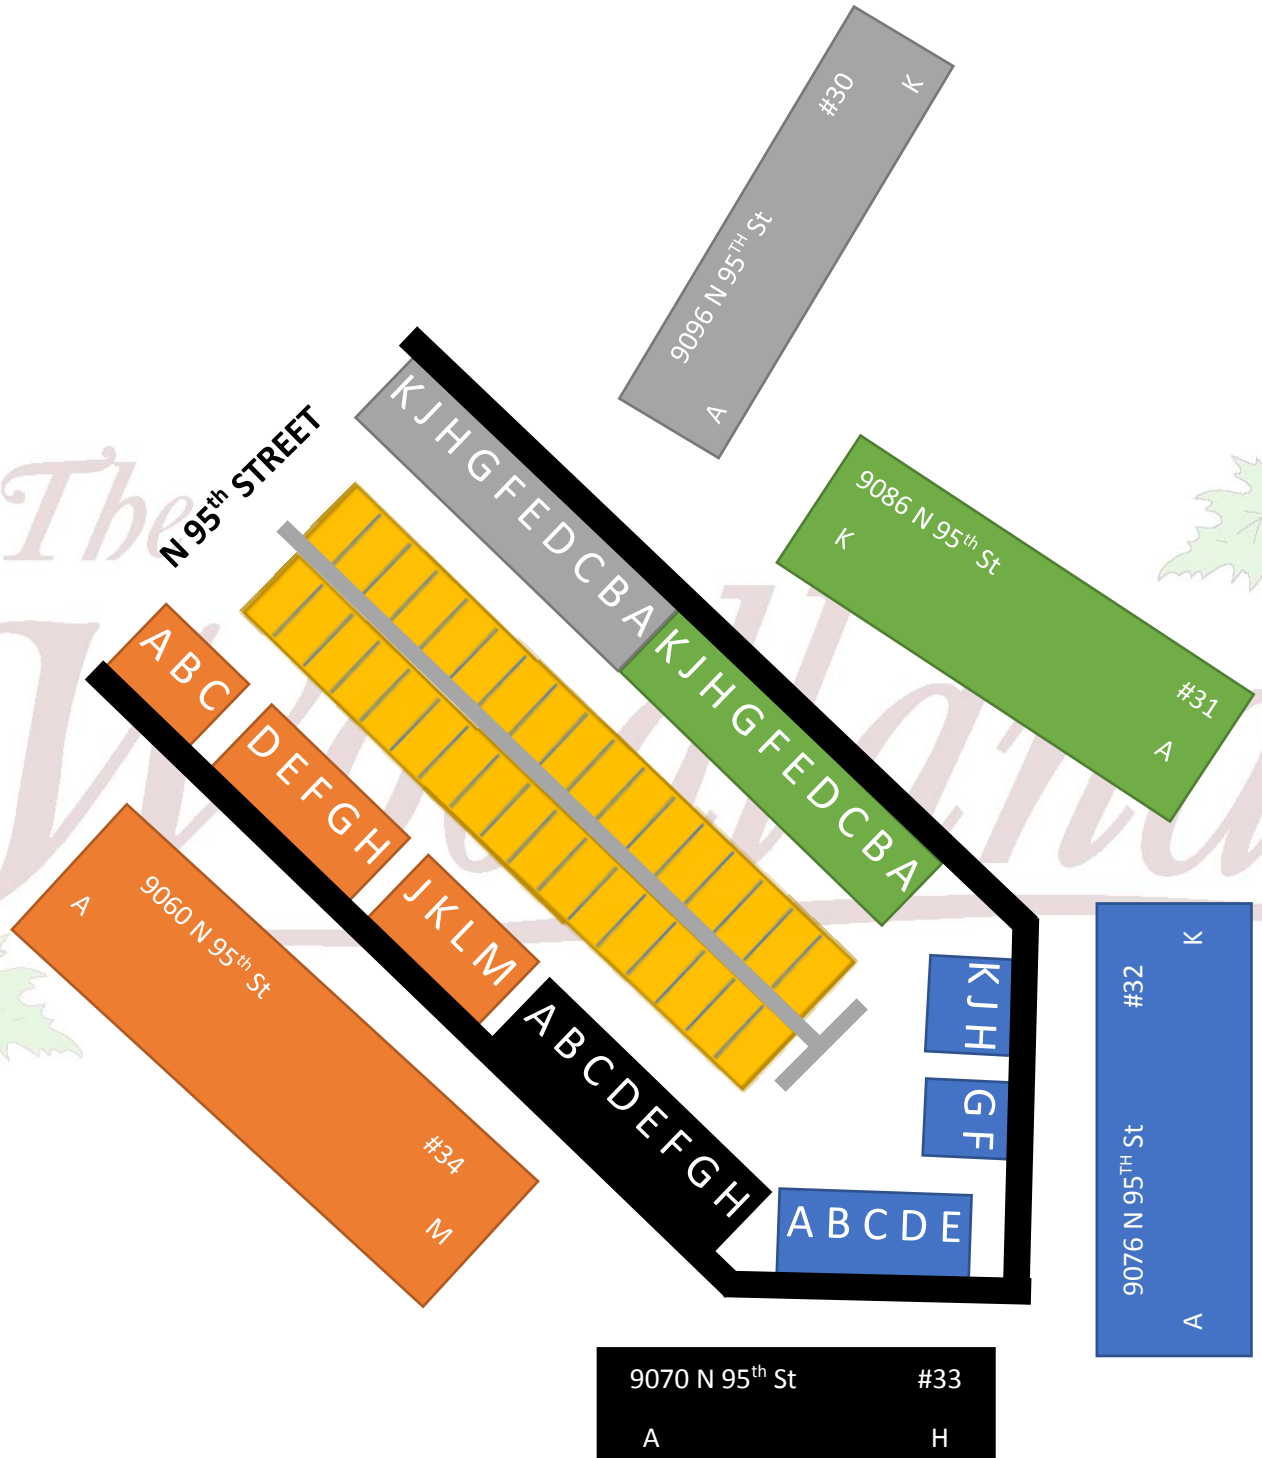 #30
K
9096 N 95TH St
A
N 95th STREET
K J H G F E D C B A
K J H G F E D C B A
9086 N 95th St
K
#31
A
The
A B C
D E F G H
J K L M
A B C D E F G H
9060 N 95th St
A
#34
M
K J H
G F
A B C D E
K
#32
9076 N 95TH St
A
9070 N 95th St #33
A H